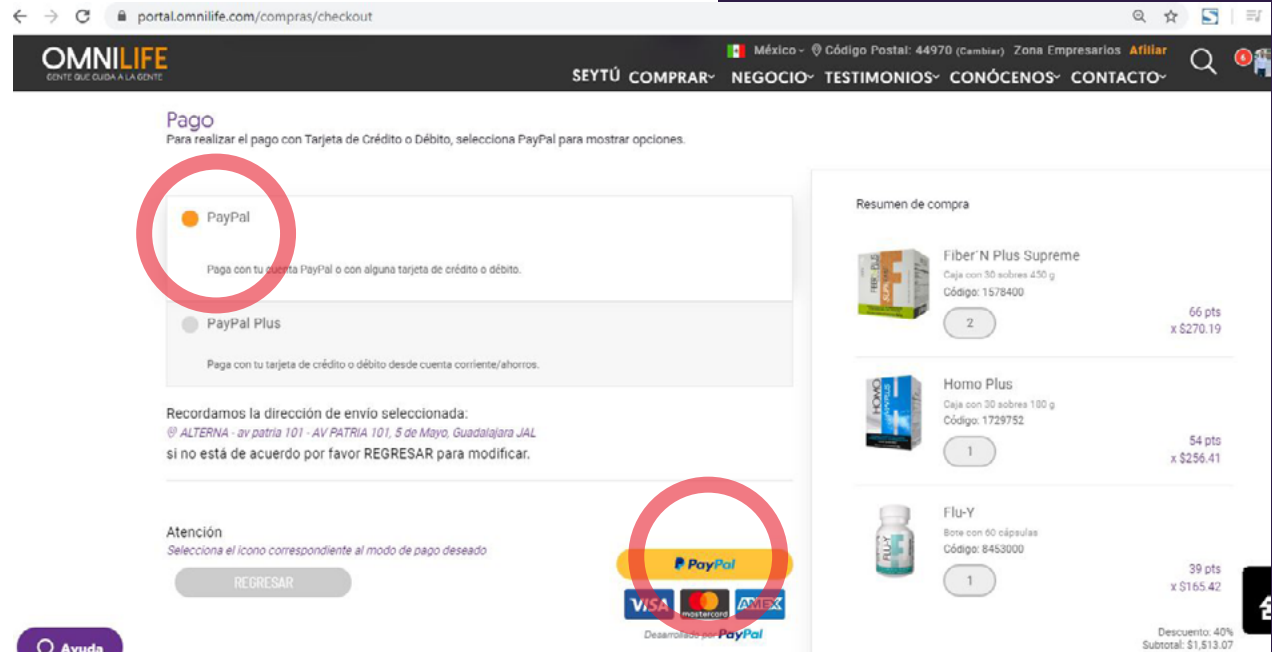 portal.omnilife.com/compras/checkout
OMNILIFE
GENTE QUE CUIDA A LA GENTE
México Código Postal: 44970 (Cambiar) Zona Empresarios Afiliar
SEYTÚ COMPRAR NEGOCIO TESTIMONIOS CONÓCENOS CONTACTO
Pago
Para realizar el pago con Tarjeta de Crédito o Débito, selecciona PayPal para mostrar opciones.
PayPal
Paga con tu cuenta PayPal o con alguna tarjeta de crédito o débito.
PayPal Plus
Paga con tu tarjeta de crédito o débito desde cuenta corriente/ahorros.
Recordamos la dirección de envío seleccionada:
ALTERNA - av patria 101 - AV PATRIA 101, 5 de Mayo, Guadalajara JAL
si no está de acuerdo por favor REGRESAR para modificar.
Atención
Selecciona el icono correspondiente al modo de pago deseado
REGRESAR
PayPal
VISA mastercard AMEX
Desarrollado por PayPal
Ayuda
Resumen de compra
Fiber´N Plus Supreme
Caja con 30 sobres 450 g
Código: 1578400
2
66 pts
x $270.19
Homo Plus
Caja con 30 sobres 180 g
Código: 1729752
1
54 pts
x $256.41
Flu-Y
Bote con 60 cápsulas
Código: 8453000
1
39 pts
x $165.42
Descuento: 40%
Subtotal: $1,513.07